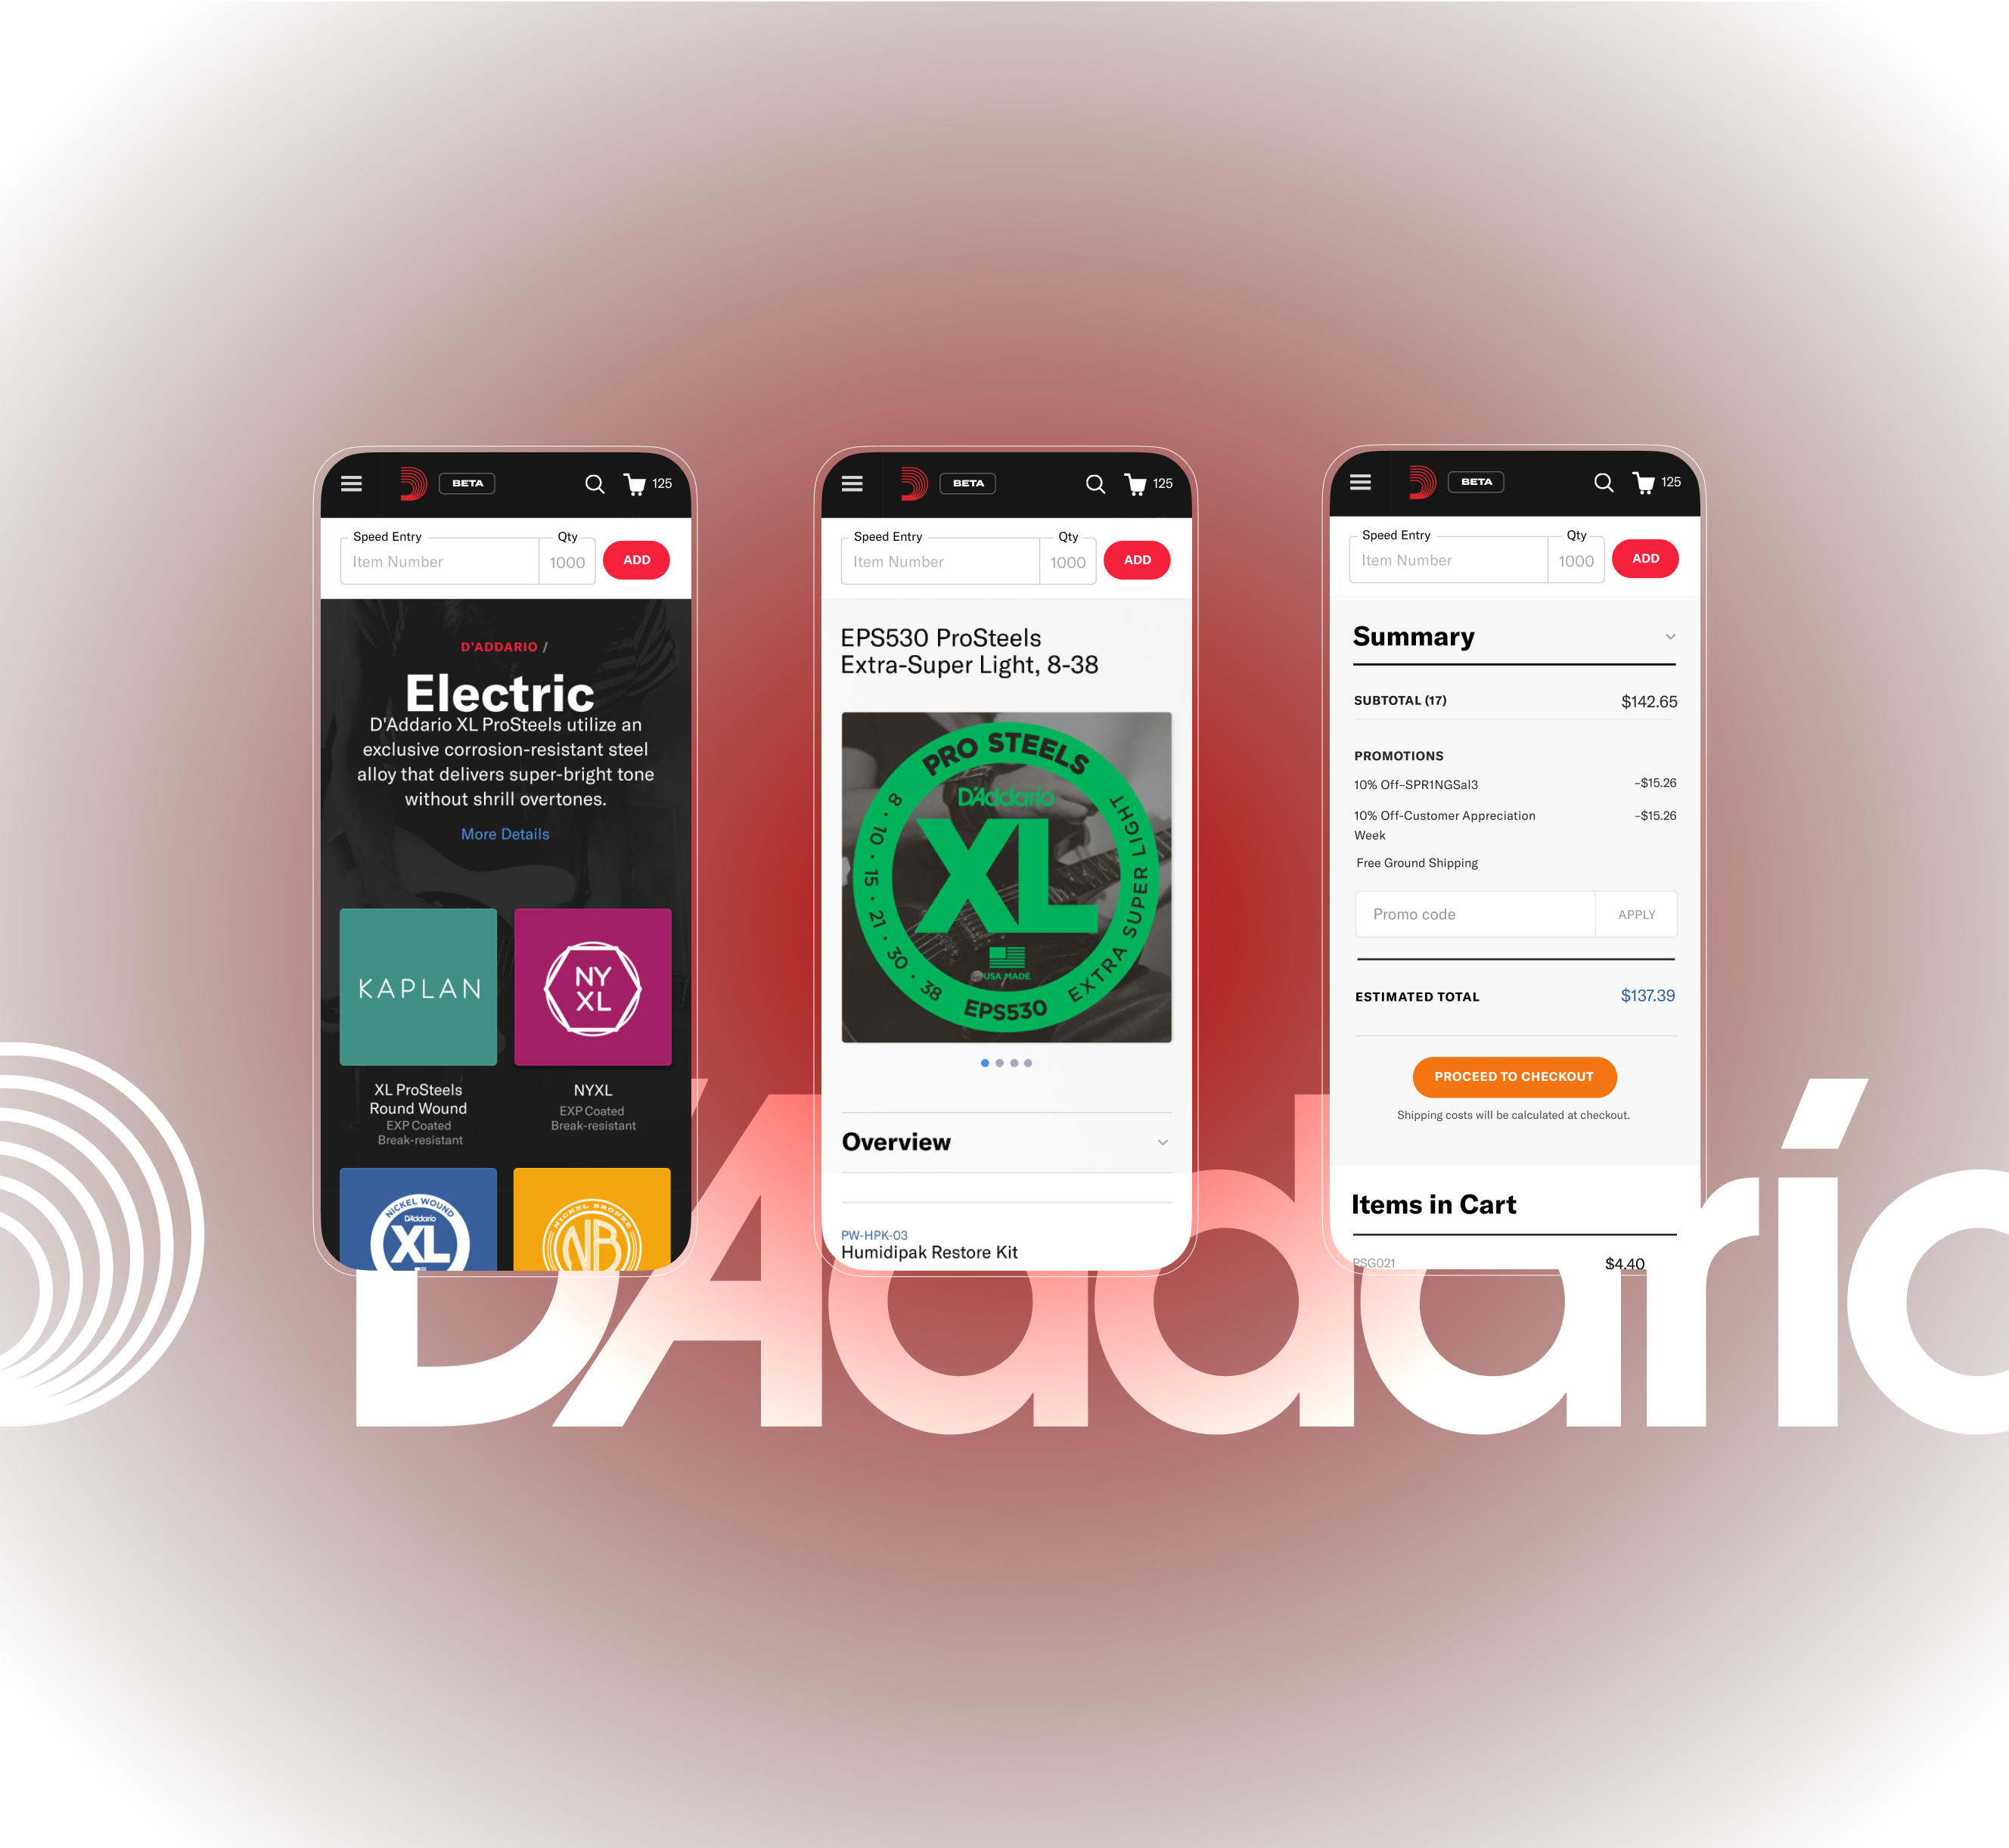 BETA
125
Speed Entry
Qty
Item Number
1000
ADD
D'ADDARIO /
Electric
D'Addario XL ProSteels utilize an
exclusive corrosion-resistant steel
alloy that delivers super-bright tone
without shrill overtones.
More Details
KAPLAN
NY
XL
XL ProSteels
Round Wound
EXP Coated
Break-resistant
NYXL
EXP Coated
Break-resistant
NICKEL WOUND
D'Addario
XL
NICKEL BRONZE
NB
BETA
125
Speed Entry
Qty
Item Number
1000
ADD
EPS530 ProSteels
Extra-Super Light, 8-38
PRO STEELS
D'Addario
XL
8 · 10 · 15 · 21 · 30 · 38
EXTRA SUPER LIGHT
USA MADE
EPS530
Overview
PW-HPK-03
Humidipak Restore Kit
BETA
125
Speed Entry
Qty
Item Number
1000
ADD
Summary
SUBTOTAL (17) $142.65
PROMOTIONS
10% Off–SPR1NGSal3 –$15.26
10% Off-Customer Appreciation –$15.26
Week
Free Ground Shipping
Promo code APPLY
ESTIMATED TOTAL $137.39
PROCEED TO CHECKOUT
Shipping costs will be calculated at checkout.
Items in Cart
PSG021 $4.40
D'Addario